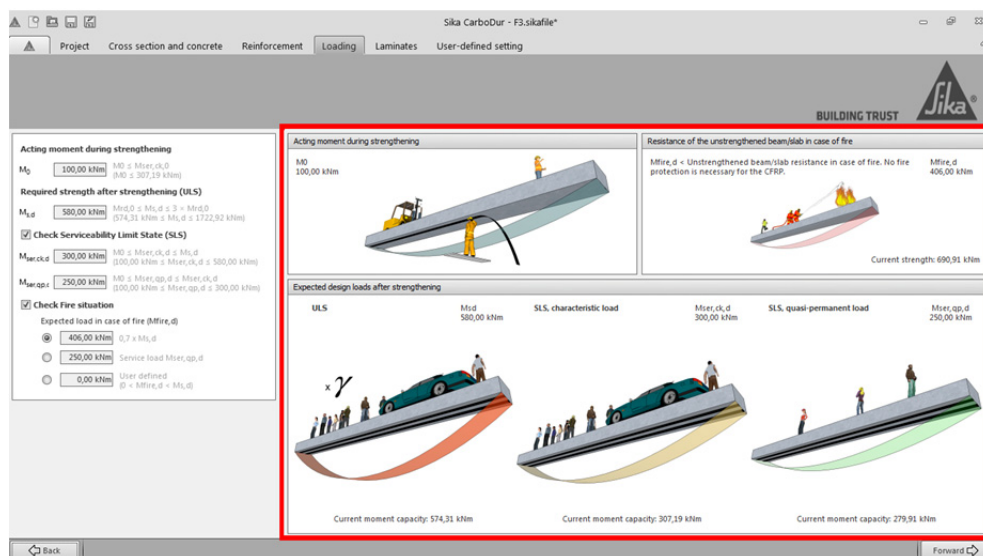 Sika CarboDur - F3.sikafile*
Project Cross section and concrete Reinforcement Loading Laminates User-defined setting
BUILDING TRUST
Sika®
Acting moment during strengthening
M0 100,00 kNm M0 ≤ Mser,ck,0
(M0 ≤ 307,19 kNm)
Required strength after strengthening (ULS)
Ms,d 580,00 kNm Mrd,0 ≤ Ms,d ≤ 3 × Mrd,0
(574,31 kNm ≤ Ms,d ≤ 1722,92 kNm)
Check Serviceability Limit State (SLS)
Mser,ck,d 300,00 kNm M0 ≤ Mser,ck,d ≤ Ms,d
(100,00 kNm ≤ Mser,ck,d ≤ 580,00 kNm)
Mser,qp,c 250,00 kNm M0 ≤ Mser,qp,d ≤ Mser,ck,d
(100,00 kNm ≤ Mser,qp,d ≤ 300,00 kNm)
Check Fire situation
Expected load in case of fire (Mfire,d)
406,00 kNm 0,7 x Ms,d
250,00 kNm Service load Mser,qp,d
0,00 kNm User defined
(0 < Mfire,d < Ms,d)
Acting moment during strengthening
M0
100,00 kNm
Resistance of the unstrengthened beam/slab in case of fire
Mfire,d < Unstrengthened beam/slab resistance in case of fire. No fire
protection is necessary for the CFRP.
Mfire,d
406,00 kNm
Current strength: 690,91 kNm
Expected design loads after strengthening
ULS Msd
580,00 kNm
x γ
Current moment capacity: 574,31 kNm
SLS, characteristic load Mser,ck,d
300,00 kNm
Current moment capacity: 307,19 kNm
SLS, quasi-permanent load Mser,qp,d
250,00 kNm
Current moment capacity: 279,91 kNm
Back
Forward